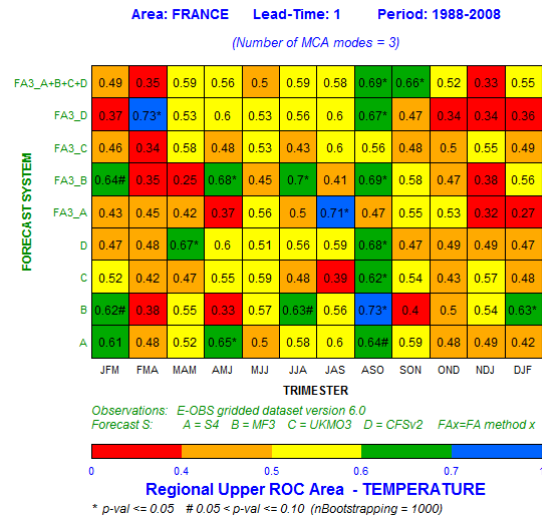 Area: FRANCE Lead-Time: 1 Period: 1988-2008
(Number of MCA modes = 3)
FORECAST SYSTEM
FA3_A+B+C+D 0.49 0.35 0.59 0.56 0.5 0.59 0.58 0.69* 0.66* 0.52 0.33 0.55
FA3_D 0.37 0.73* 0.53 0.6 0.53 0.6 0.56 0.67* 0.47 0.34 0.34 0.36
FA3_C 0.46 0.34 0.58 0.48 0.53 0.43 0.6 0.56 0.48 0.5 0.55 0.49
FA3_B 0.64# 0.35 0.25 0.68* 0.45 0.7* 0.41 0.69* 0.58 0.47 0.38 0.56
FA3_A 0.43 0.45 0.42 0.37 0.56 0.5 0.71* 0.47 0.55 0.53 0.32 0.27
D 0.47 0.48 0.67* 0.6 0.51 0.56 0.59 0.68* 0.47 0.49 0.49 0.47
C 0.52 0.42 0.47 0.55 0.59 0.48 0.39 0.62* 0.54 0.43 0.57 0.48
B 0.62# 0.38 0.55 0.33 0.57 0.63# 0.55 0.73* 0.4 0.5 0.54 0.63*
A 0.61 0.48 0.52 0.65* 0.5 0.58 0.6 0.64# 0.59 0.48 0.49 0.42
JFM FMA MAM AMJ MJJ JJA JAS ASO SON OND NDJ DJF
TRIMESTER
Observations: E-OBS gridded dataset version 6.0
Forecast S: A = S4 B = MF3 C = UKMO3 D = CFSv2 FAx=FA method x
0 0.4 0.5 0.6 0.7 1
Regional Upper ROC Area - TEMPERATURE
* p-val <= 0.05 # 0.05 < p-val <= 0.10 (nBootstrapping = 1000)